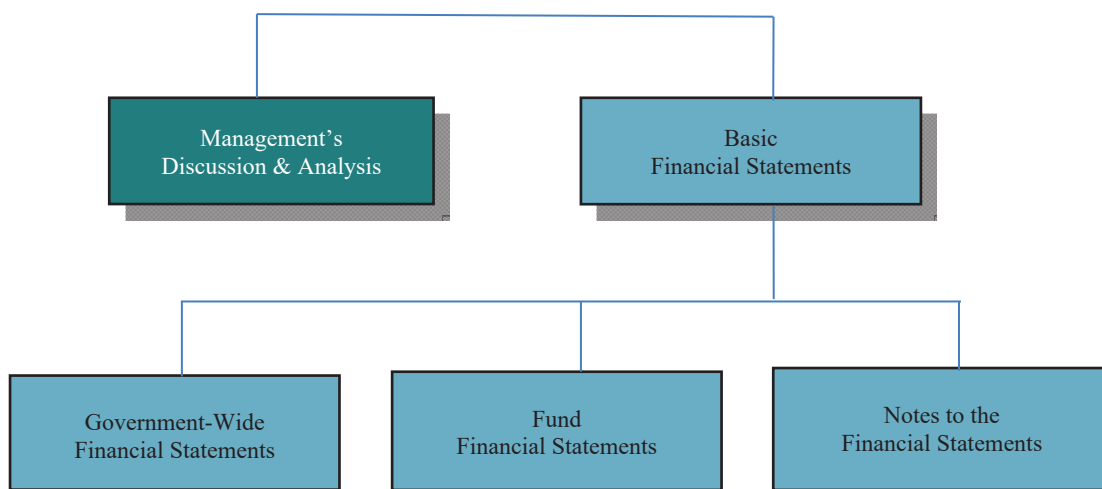 Management’s
Discussion & Analysis
Basic
Financial Statements
Government-Wide
Financial Statements
Fund
Financial Statements
Notes to the
Financial Statements